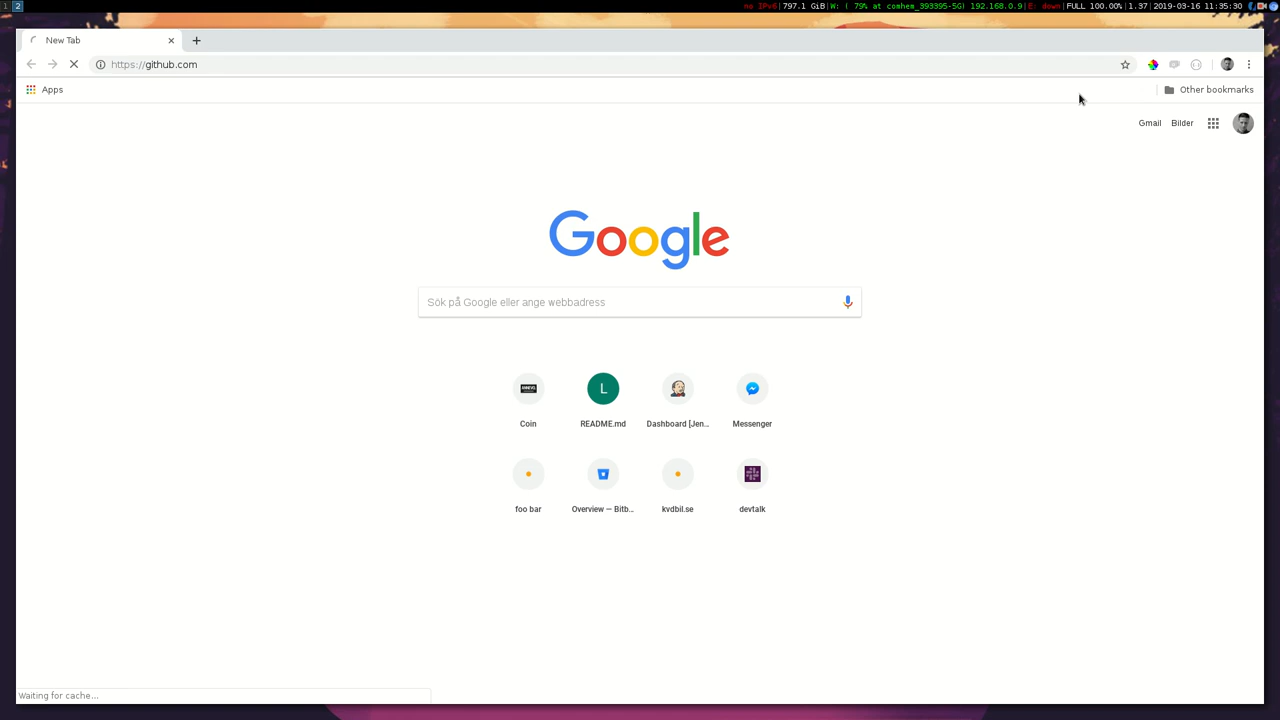 1 2 no IPv6|797.1 GiB|W: ( 79% at comhem_393395-5G) 192.168.0.9|E: down|FULL 100.00%|1.37|2019-03-16 11:35:30
New Tab
https://github.com
Apps Other bookmarks
Gmail Bilder
Google
Sök på Google eller ange webbadress
L
Coin README.md Dashboard [Jen... Messenger
foo bar Overview — Bitb... kvdbil.se devtalk
Waiting for cache...